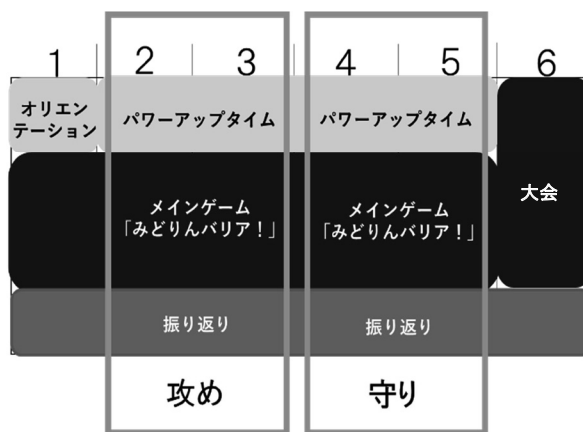 1 2 3 4 5 6
オリエン
テーション
パワーアップタイム
パワーアップタイム
メインゲーム
「みどりんバリア！」
メインゲーム
「みどりんバリア！」
大会
振り返り
振り返り
攻め
守り